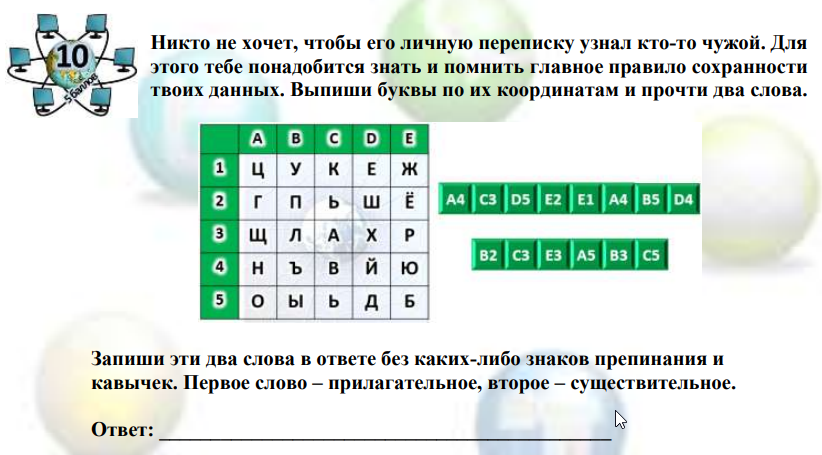 10
5 баллов
Никто не хочет, чтобы его личную переписку узнал кто-то чужой. Для
этого тебе понадобится знать и помнить главное правило сохранности
твоих данных. Выпиши буквы по их координатам и прочти два слова.
A B C D E
1 Ц У К Е Ж
2 Г П Ь Ш Ё
3 Щ Л А Х Р
4 Н Ъ В Й Ю
5 О Ы Ь Д Б
A4 C3 D5 E2 E1 A4 B5 D4
B2 C3 E3 A5 B3 C5
Запиши эти два слова в ответе без каких-либо знаков препинания и
кавычек. Первое слово – прилагательное, второе – существительное.
Ответ: ________________________________________